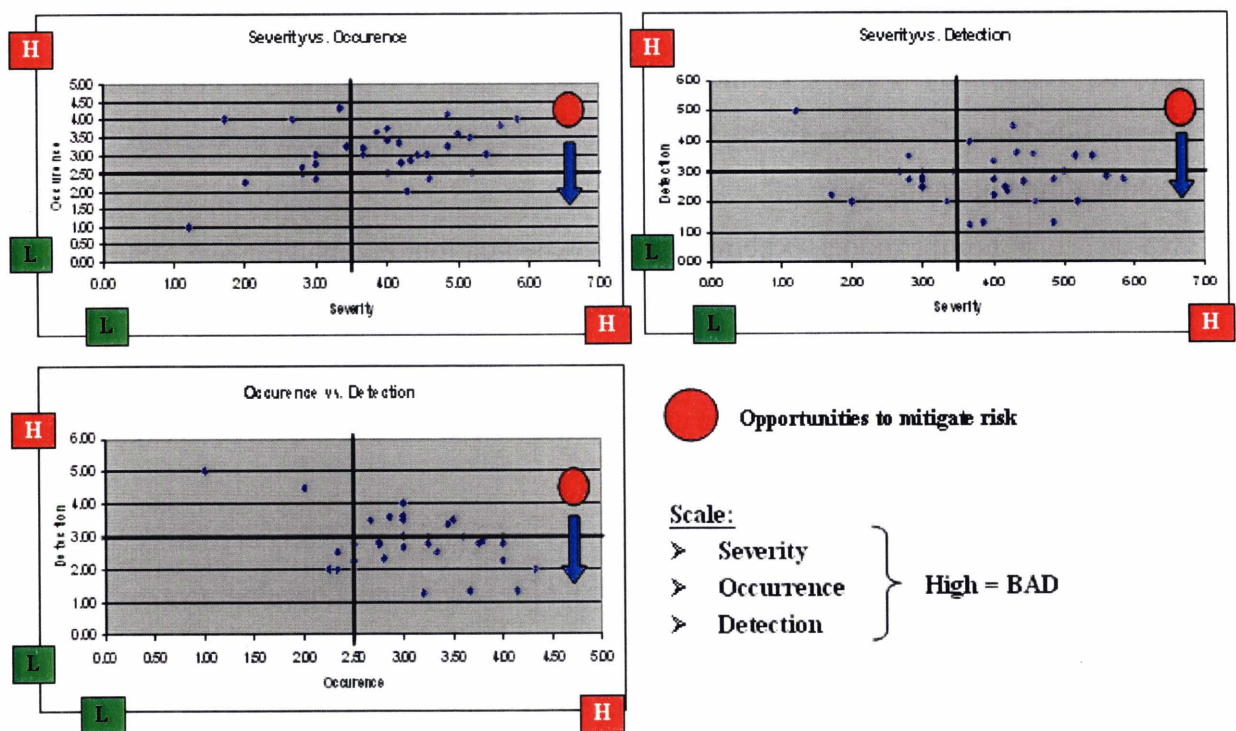 H
Severity vs. Occurence
5.00
4.50
4.00
3.50
3.00
2.50
2.00
1.50
1.00
0.50
0.00
Occurence
0.00 1.00 2.00 3.00 4.00 5.00 6.00 7.00
Severity
L
L
H
Severity vs. Detection
H
6.00
5.00
4.00
3.00
2.00
1.00
0.00
Detection
0.00 1.00 2.00 3.00 4.00 5.00 6.00 7.00
Severity
L
L
H
Occurence vs. Detection
H
6.00
5.00
4.00
3.00
2.00
1.00
0.00
Detection
0.00 0.50 1.00 1.50 2.00 2.50 3.00 3.50 4.00 4.50 5.00
Occurence
L
L
H
Opportunities to mitigate risk
Scale:
➢ Severity
➢ Occurrence
➢ Detection
High = BAD